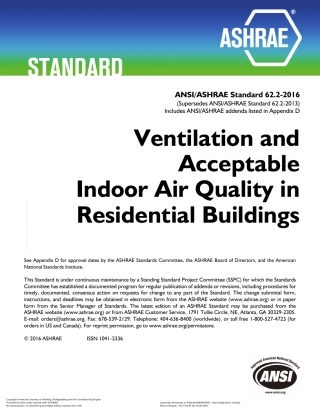 ASHRAE
STANDARD
ANSI/ASHRAE Standard 62.2-2016
(Supersedes ANSI/ASHRAE Standard 62.2-2013)
Includes ANSI/ASHRAE addenda listed in Appendix D
Ventilation and
Acceptable
Indoor Air Quality in
Residential Buildings
See Appendix D for approval dates by the ASHRAE Standards Committee, the ASHRAE Board of Directors, and the American
National Standards Institute.
This Standard is under continuous maintenance by a Standing Standard Project Committee (SSPC) for which the Standards
Committee has established a documented program for regular publication of addenda or revisions, including procedures for
timely, documented, consensus action on requests for change to any part of the Standard. The change submittal form,
instructions, and deadlines may be obtained in electronic form from the ASHRAE website (www.ashrae.org) or in paper
form from the Senior Manager of Standards. The latest edition of an ASHRAE Standard may be purchased from the
ASHRAE website (www.ashrae.org) or from ASHRAE Customer Service, 1791 Tullie Circle, NE, Atlanta, GA 30329-2305.
E-mail: orders@ashrae.org. Fax: 678-539-2129. Telephone: 404-636-8400 (worldwide), or toll free 1-800-527-4723 (for
orders in US and Canada). For reprint permission, go to www.ashrae.org/permissions.
© 2016 ASHRAE ISSN 1041-2336
ANSI